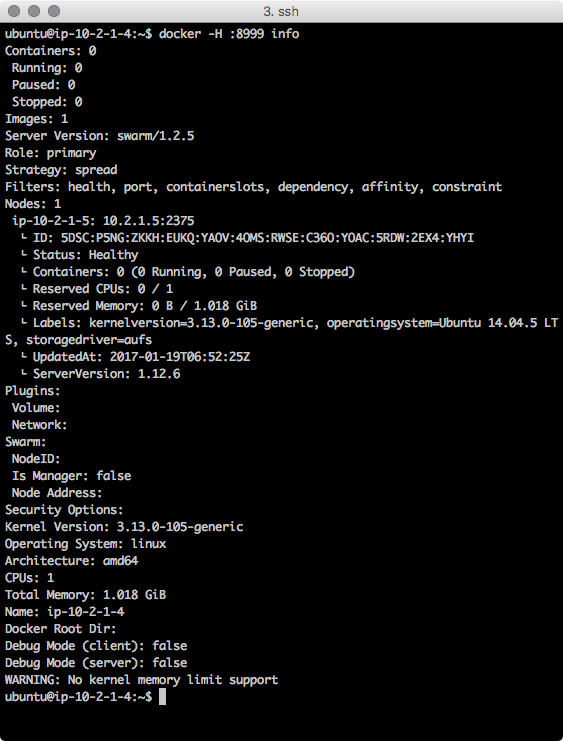 3. ssh
ubuntu@ip-10-2-1-4:~$ docker -H :8999 info
Containers: 0
 Running: 0
 Paused: 0
 Stopped: 0
Images: 1
Server Version: swarm/1.2.5
Role: primary
Strategy: spread
Filters: health, port, containerslots, dependency, affinity, constraint
Nodes: 1
 ip-10-2-1-5: 10.2.1.5:2375
  └ ID: 5DSC:P5NG:ZKKH:EUKQ:YAOV:4OMS:RWSE:C36O:YOAC:5RDW:2EX4:YHYI
  └ Status: Healthy
  └ Containers: 0 (0 Running, 0 Paused, 0 Stopped)
  └ Reserved CPUs: 0 / 1
  └ Reserved Memory: 0 B / 1.018 GiB
  └ Labels: kernelversion=3.13.0-105-generic, operatingsystem=Ubuntu 14.04.5 LT
S, storagedriver=aufs
  └ UpdatedAt: 2017-01-19T06:52:25Z
  └ ServerVersion: 1.12.6
Plugins:
 Volume:
 Network:
Swarm:
 NodeID:
 Is Manager: false
 Node Address:
Security Options:
Kernel Version: 3.13.0-105-generic
Operating System: linux
Architecture: amd64
CPUs: 1
Total Memory: 1.018 GiB
Name: ip-10-2-1-4
Docker Root Dir:
Debug Mode (client): false
Debug Mode (server): false
WARNING: No kernel memory limit support
ubuntu@ip-10-2-1-4:~$